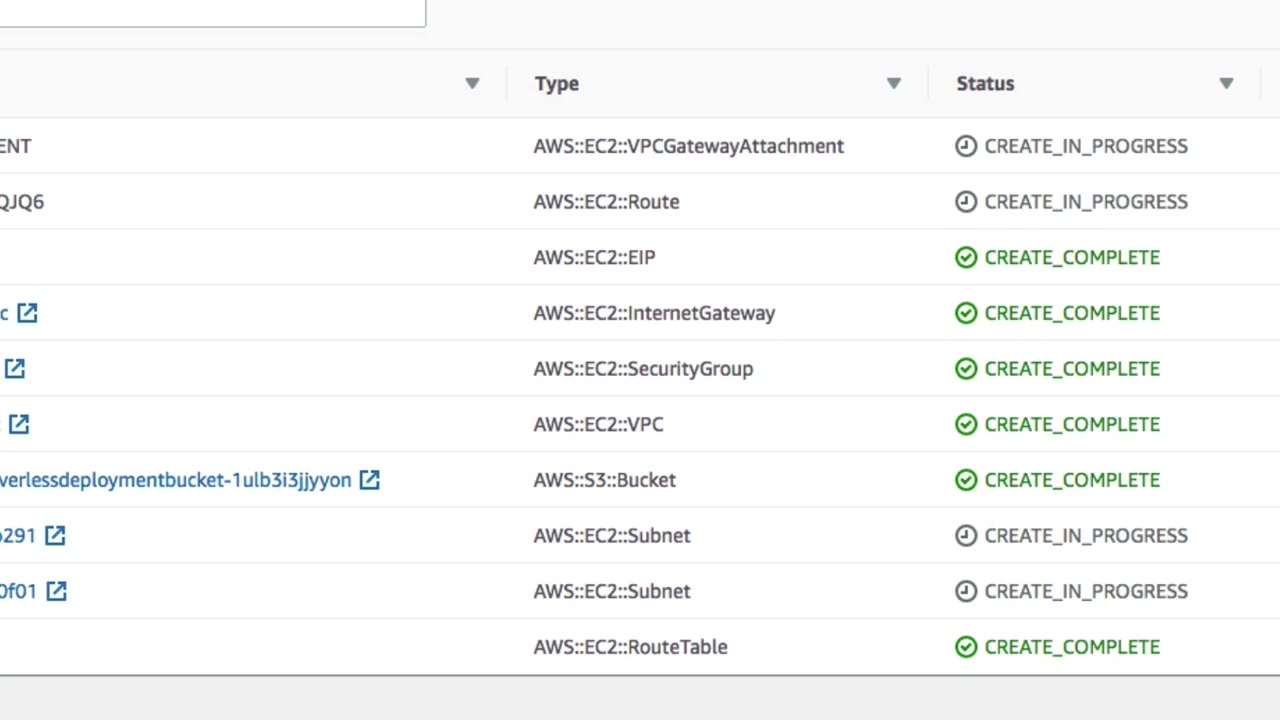 Type Status
ENT AWS::EC2::VPCGatewayAttachment CREATE_IN_PROGRESS
QJQ6 AWS::EC2::Route CREATE_IN_PROGRESS
AWS::EC2::EIP CREATE_COMPLETE
c AWS::EC2::InternetGateway CREATE_COMPLETE
AWS::EC2::SecurityGroup CREATE_COMPLETE
AWS::EC2::VPC CREATE_COMPLETE
verlessdeploymentbucket-1ulb3i3jjyyon AWS::S3::Bucket CREATE_COMPLETE
b291 AWS::EC2::Subnet CREATE_IN_PROGRESS
0f01 AWS::EC2::Subnet CREATE_IN_PROGRESS
AWS::EC2::RouteTable CREATE_COMPLETE